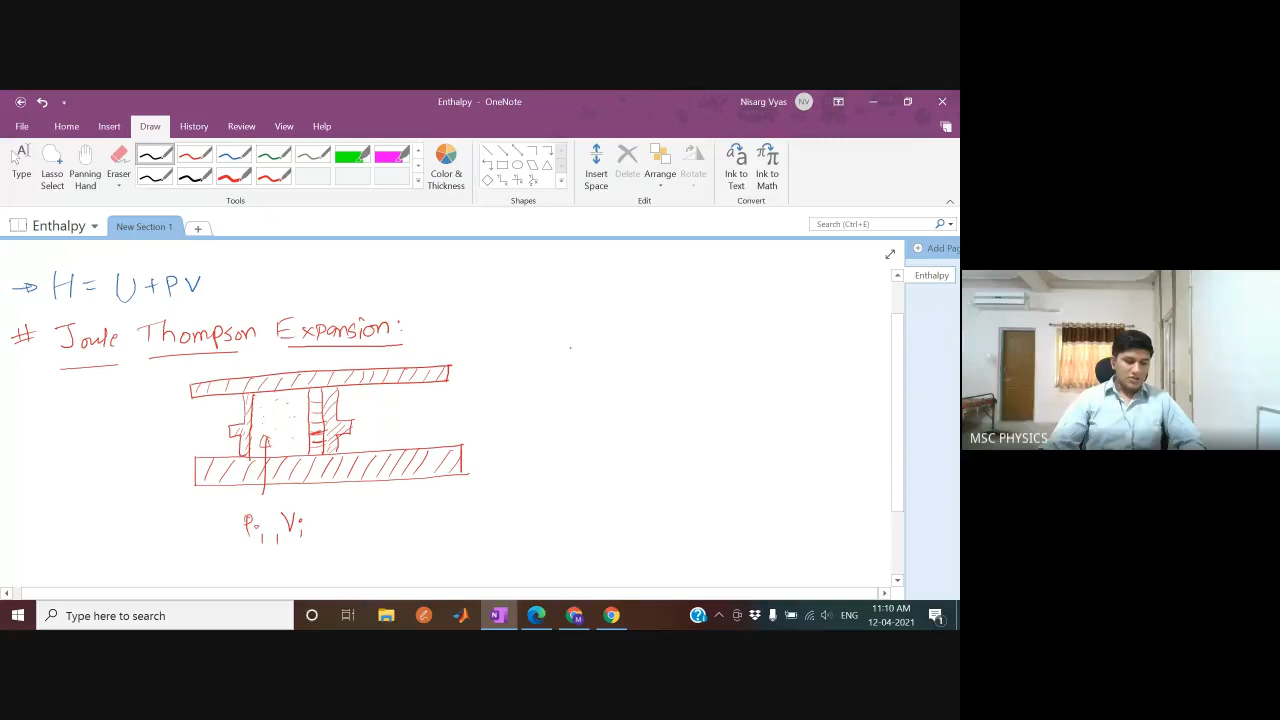 Enthalpy - OneNote
Nisarg Vyas NV
File Home Insert Draw History Review View Help
Type
Lasso Select
Panning Hand
Eraser
Color & Thickness
Insert Space
Delete
Arrange
Rotate
Ink to Text
Ink to Math
Tools Shapes Edit Convert
Enthalpy New Section 1 +
Search (Ctrl+E)
Add Pag
Enthalpy
→ H = U + PV
# Joule Thompson Expansion:
Pi, Vi
MSC PHYSICS
Type here to search
ENG
11:10 AM
12-04-2021
1